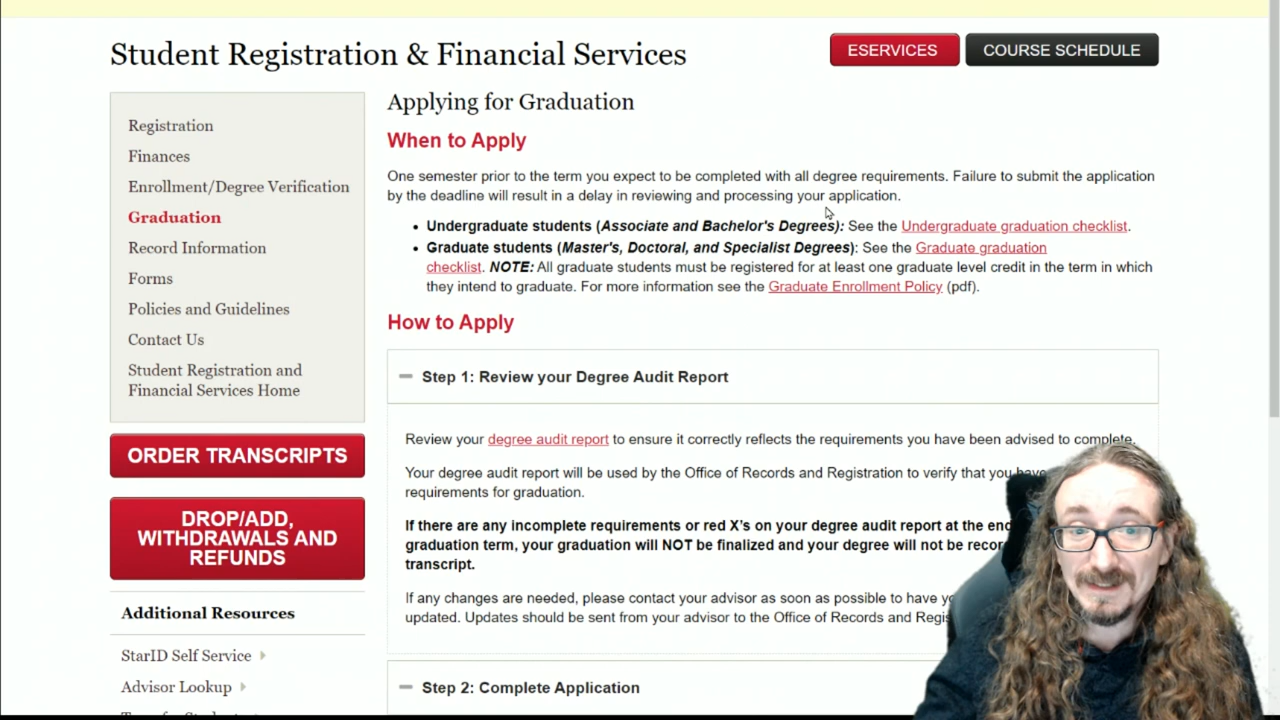 Student Registration & Financial Services
ESERVICES
COURSE SCHEDULE
Registration
Finances
Enrollment/Degree Verification
Graduation
Record Information
Forms
Policies and Guidelines
Contact Us
Student Registration and
Financial Services Home
ORDER TRANSCRIPTS
DROP/ADD,
WITHDRAWALS AND
REFUNDS
Additional Resources
StarID Self Service
Advisor Lookup
Applying for Graduation
When to Apply
One semester prior to the term you expect to be completed with all degree requirements. Failure to submit the application
by the deadline will result in a delay in reviewing and processing your application.
• Undergraduate students (Associate and Bachelor's Degrees): See the Undergraduate graduation checklist.
• Graduate students (Master's, Doctoral, and Specialist Degrees): See the Graduate graduation
checklist. NOTE: All graduate students must be registered for at least one graduate level credit in the term in which
they intend to graduate. For more information see the Graduate Enrollment Policy (pdf).
How to Apply
Step 1: Review your Degree Audit Report
Review your degree audit report to ensure it correctly reflects the requirements you have been advised to complete.
Your degree audit report will be used by the Office of Records and Registration to verify that you have
requirements for graduation.
If there are any incomplete requirements or red X's on your degree audit report at the end
graduation term, your graduation will NOT be finalized and your degree will not be
transcript.
If any changes are needed, please contact your advisor as soon as possible to have
updated. Updates should be sent from your advisor to the Office of Records and
Step 2: Complete Application